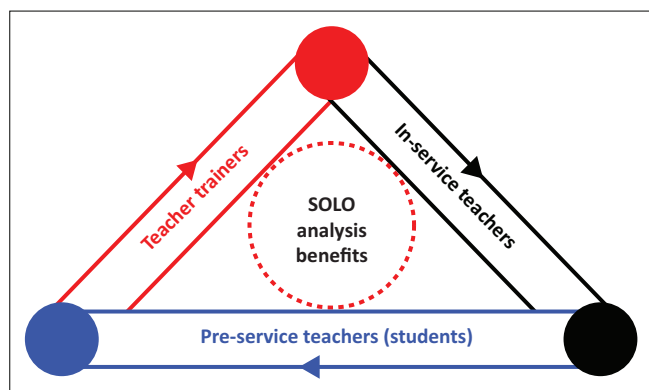 Teacher trainers
In-service teachers
SOLO
analysis
benefits
Pre-service teachers (students)